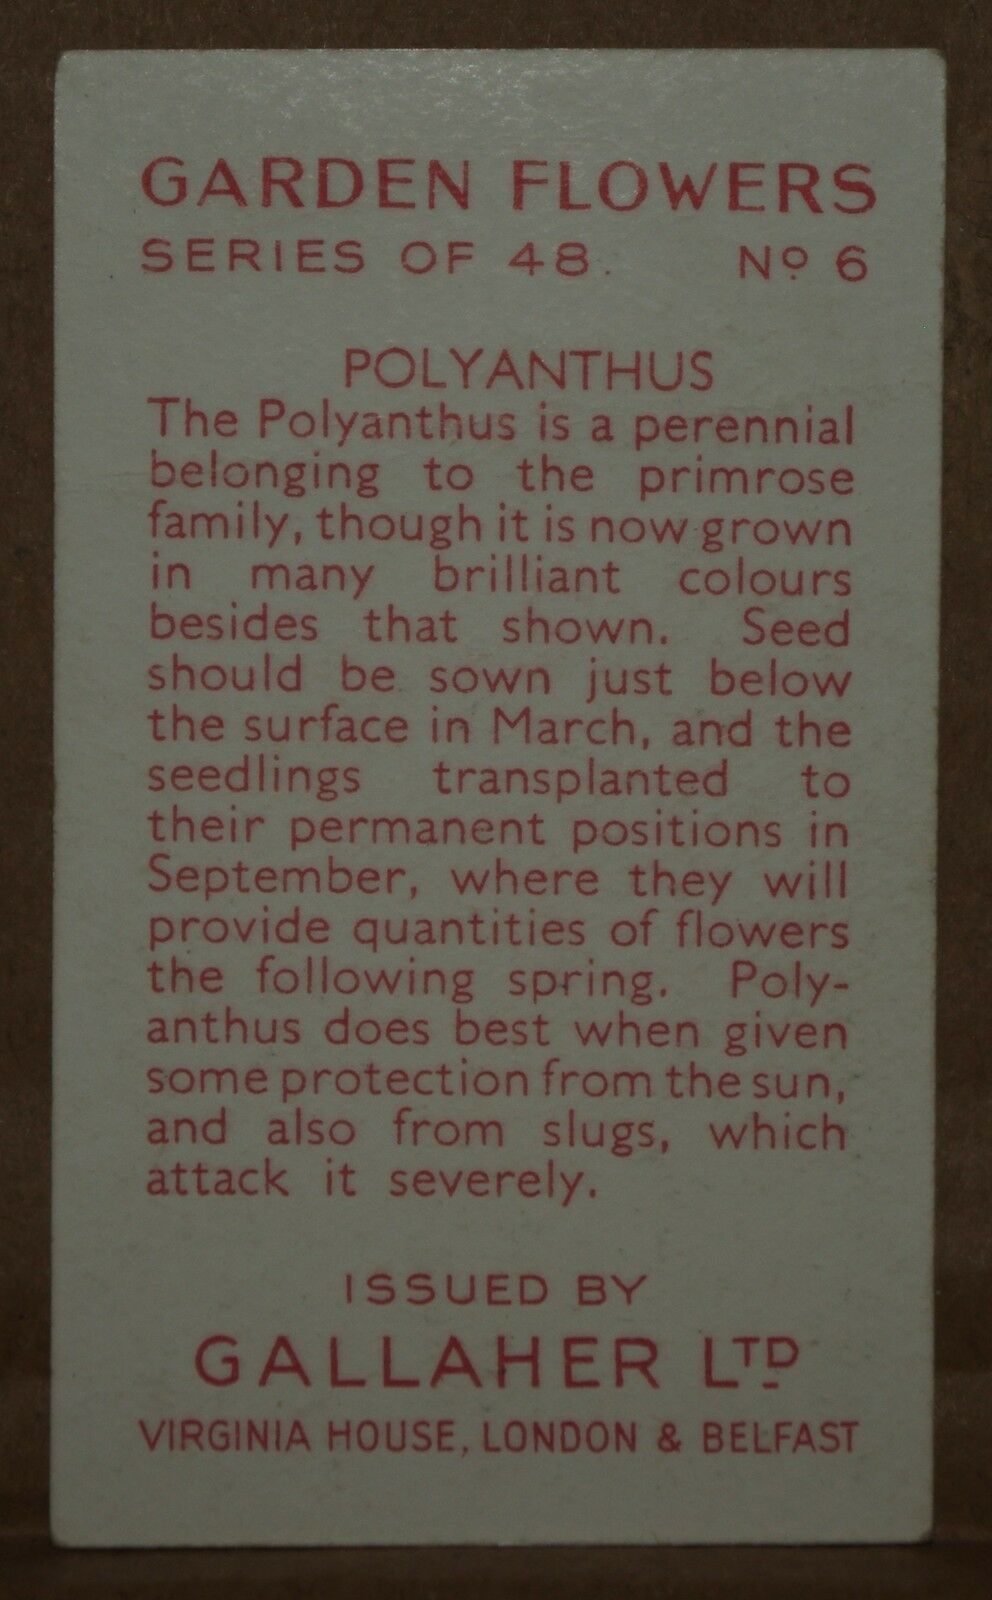 GARDEN FLOWERS
SERIES OF 48. Nº 6
POLYANTHUS
The Polyanthus is a perennial
belonging to the primrose
family, though it is now grown
in many brilliant colours
besides that shown. Seed
should be sown just below
the surface in March, and the
seedlings transplanted to
their permanent positions in
September, where they will
provide quantities of flowers
the following spring. Poly-
anthus does best when given
some protection from the sun,
and also from slugs, which
attack it severely.
ISSUED BY
GALLAHER LTD
VIRGINIA HOUSE, LONDON & BELFAST